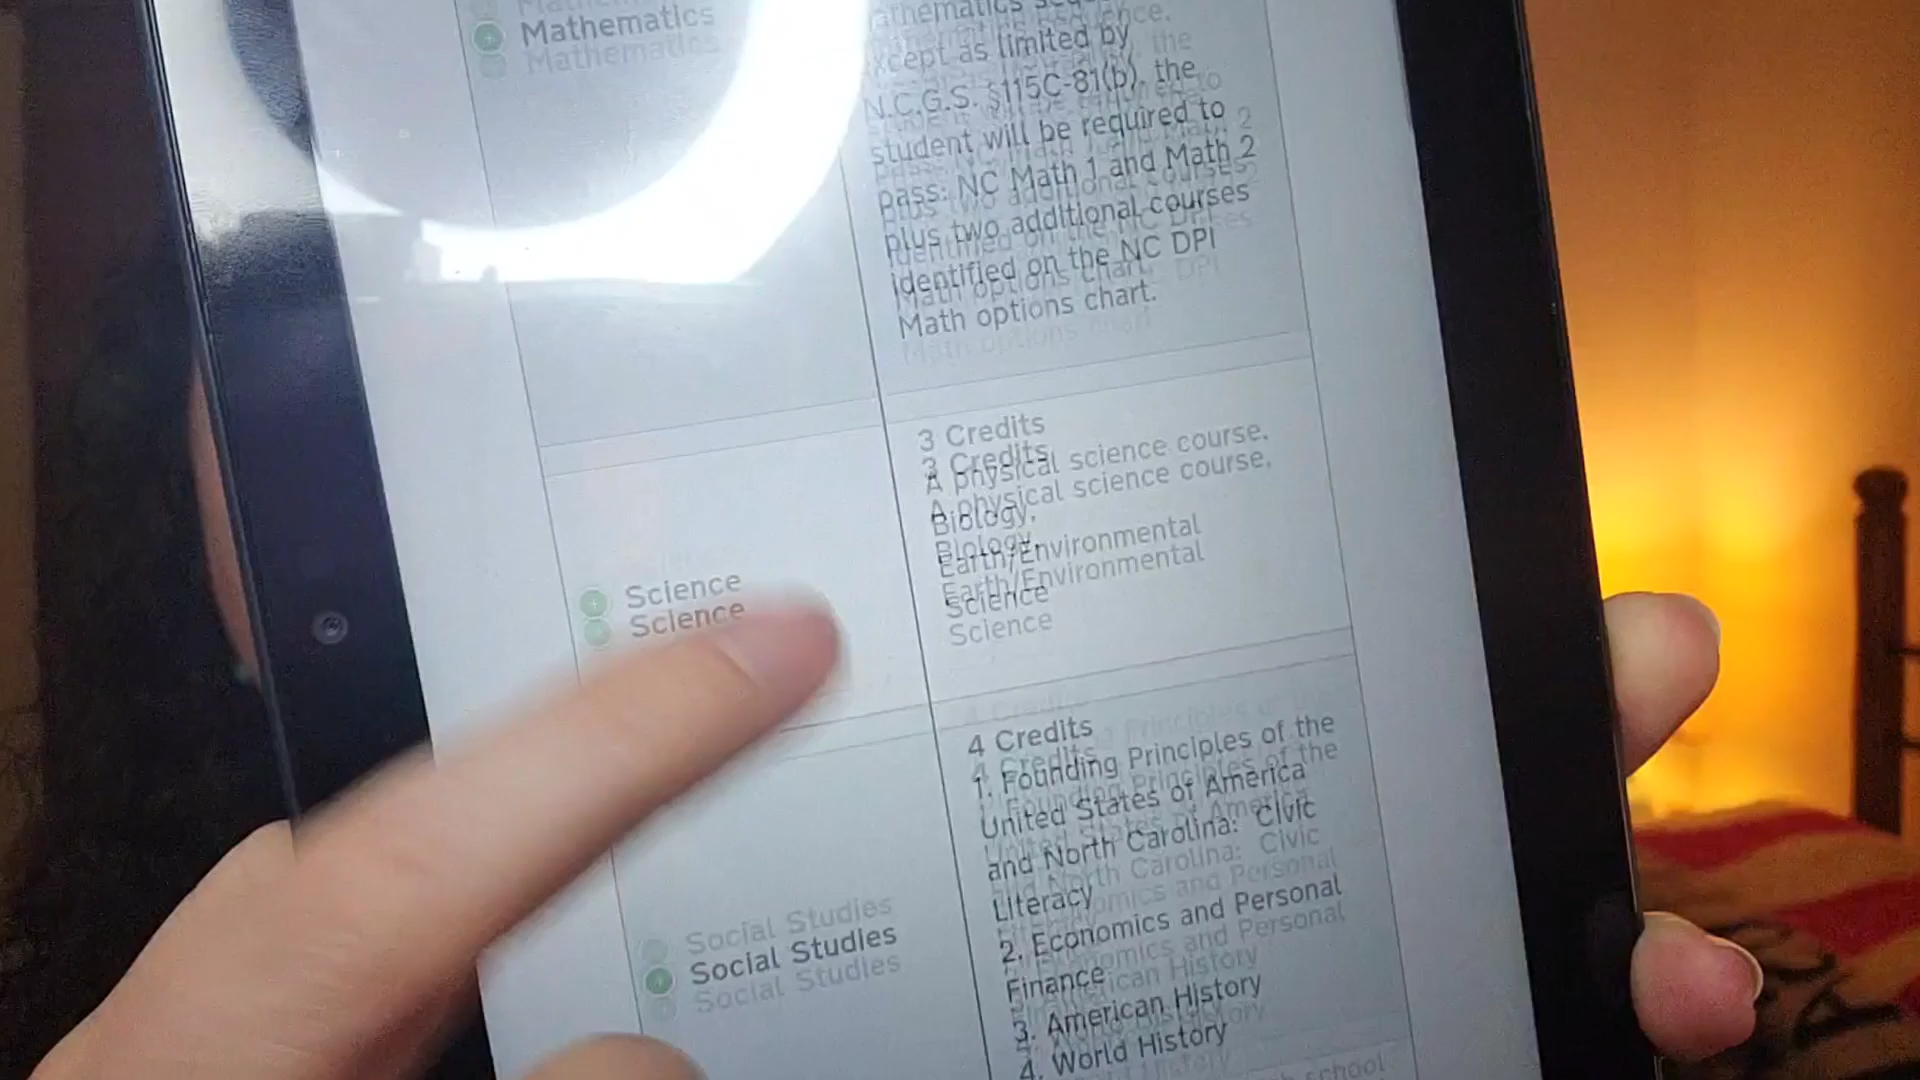 Mathematics
except as limited by
N.C.G.S. §115C-81(b), the
student will be required to
pass: NC Math 1 and Math 2
plus two additional courses
identified on the NC DPI
Math options chart.
Science
3 Credits
A physical science course,
Biology,
Earth/Environmental
Science
Social Studies
4 Credits
1. Founding Principles of the
United States of America
and North Carolina: Civic
Literacy
2. Economics and Personal
Finance
3. American History
4. World History